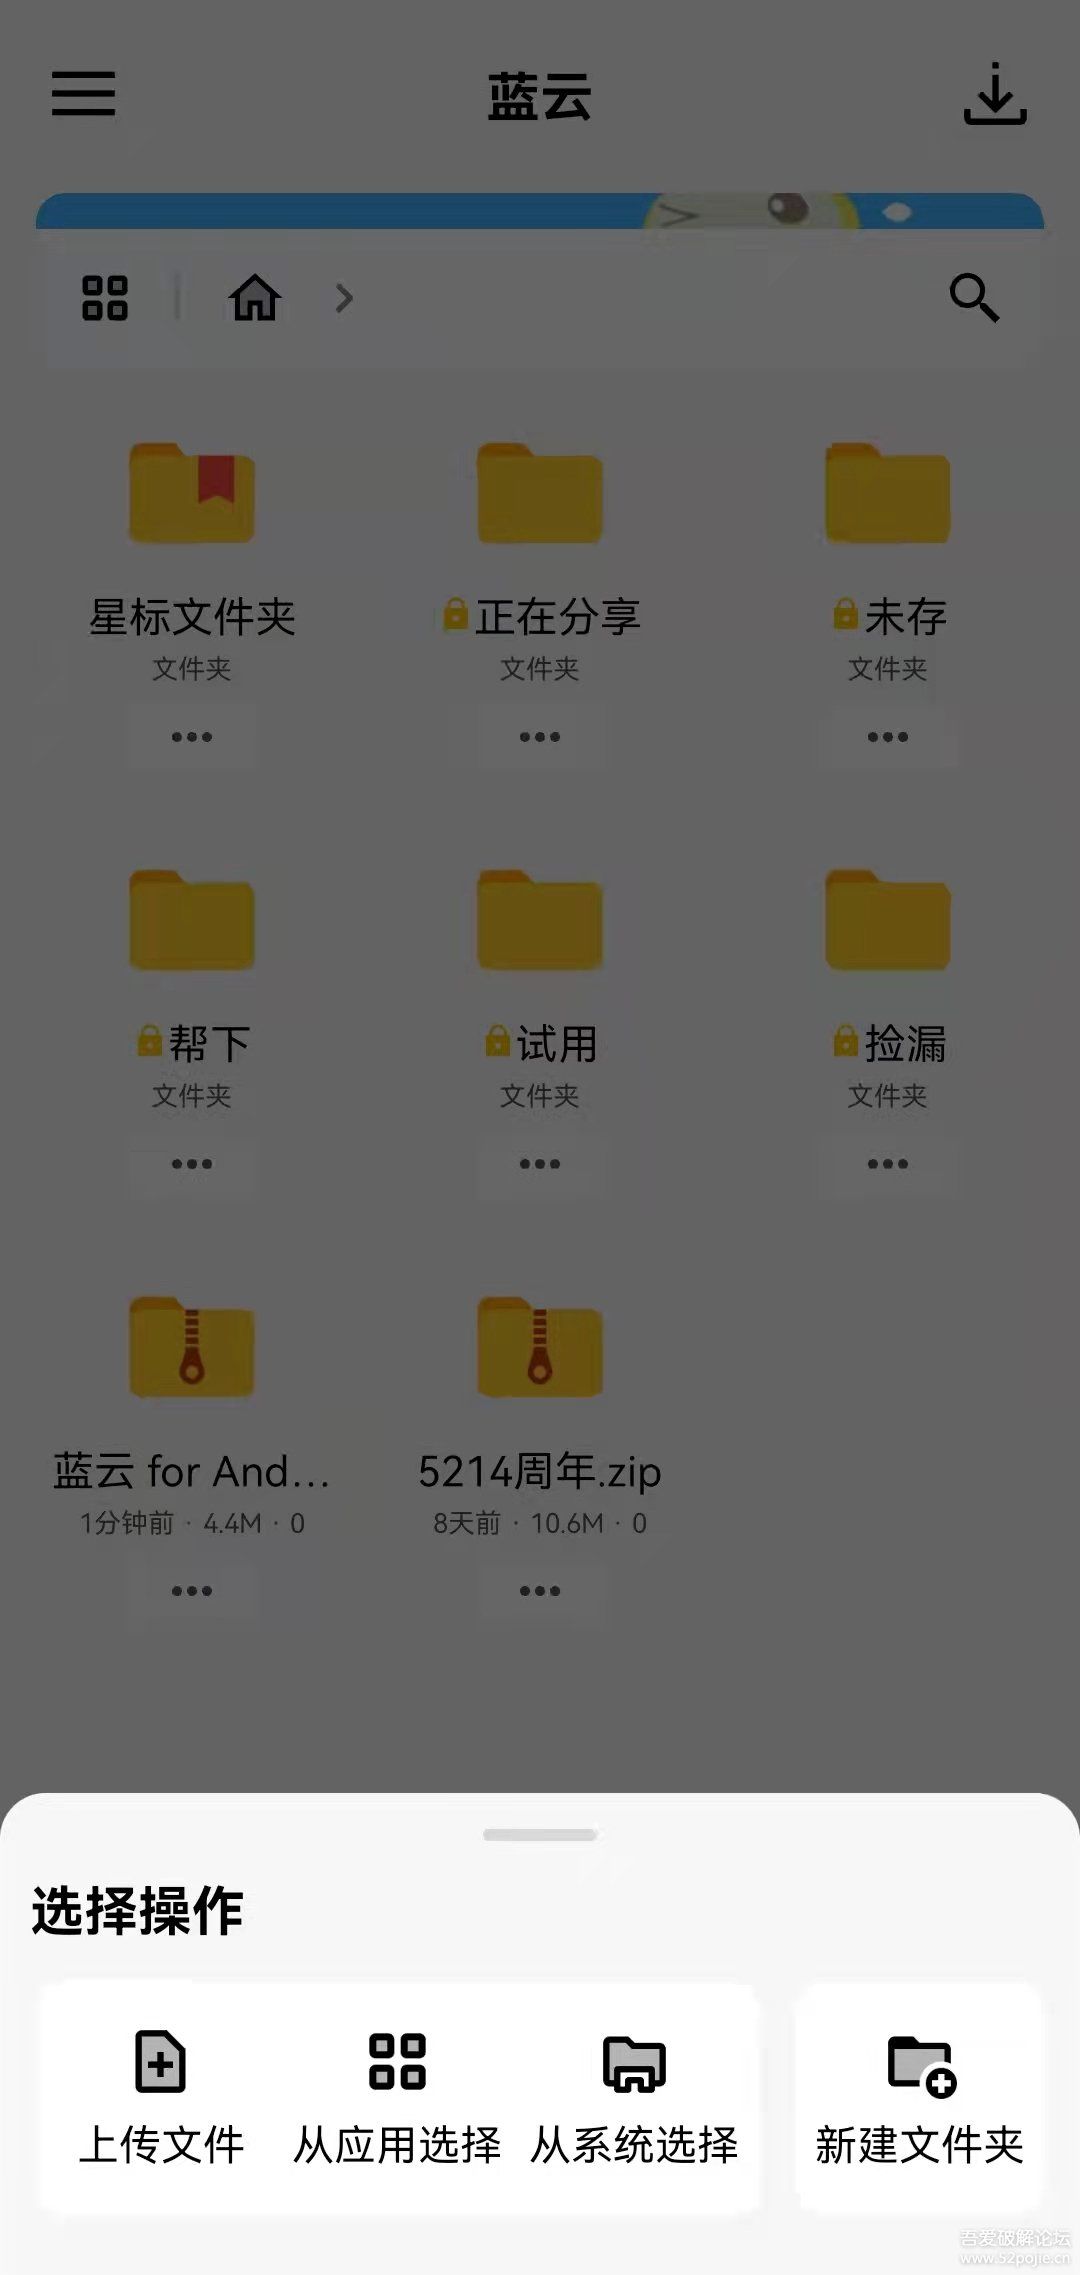 蓝云
星标文件夹
正在分享
未存
文件夹
文件夹
文件夹
帮下
试用
捡漏
文件夹
文件夹
文件夹
蓝云 for And...
5214周年.zip
1分钟前 · 4.4M · 0
8天前 · 10.6M · 0
选择操作
上传文件
从应用选择
从系统选择
新建文件夹
吾爱破解论坛
www.52pojie.cn